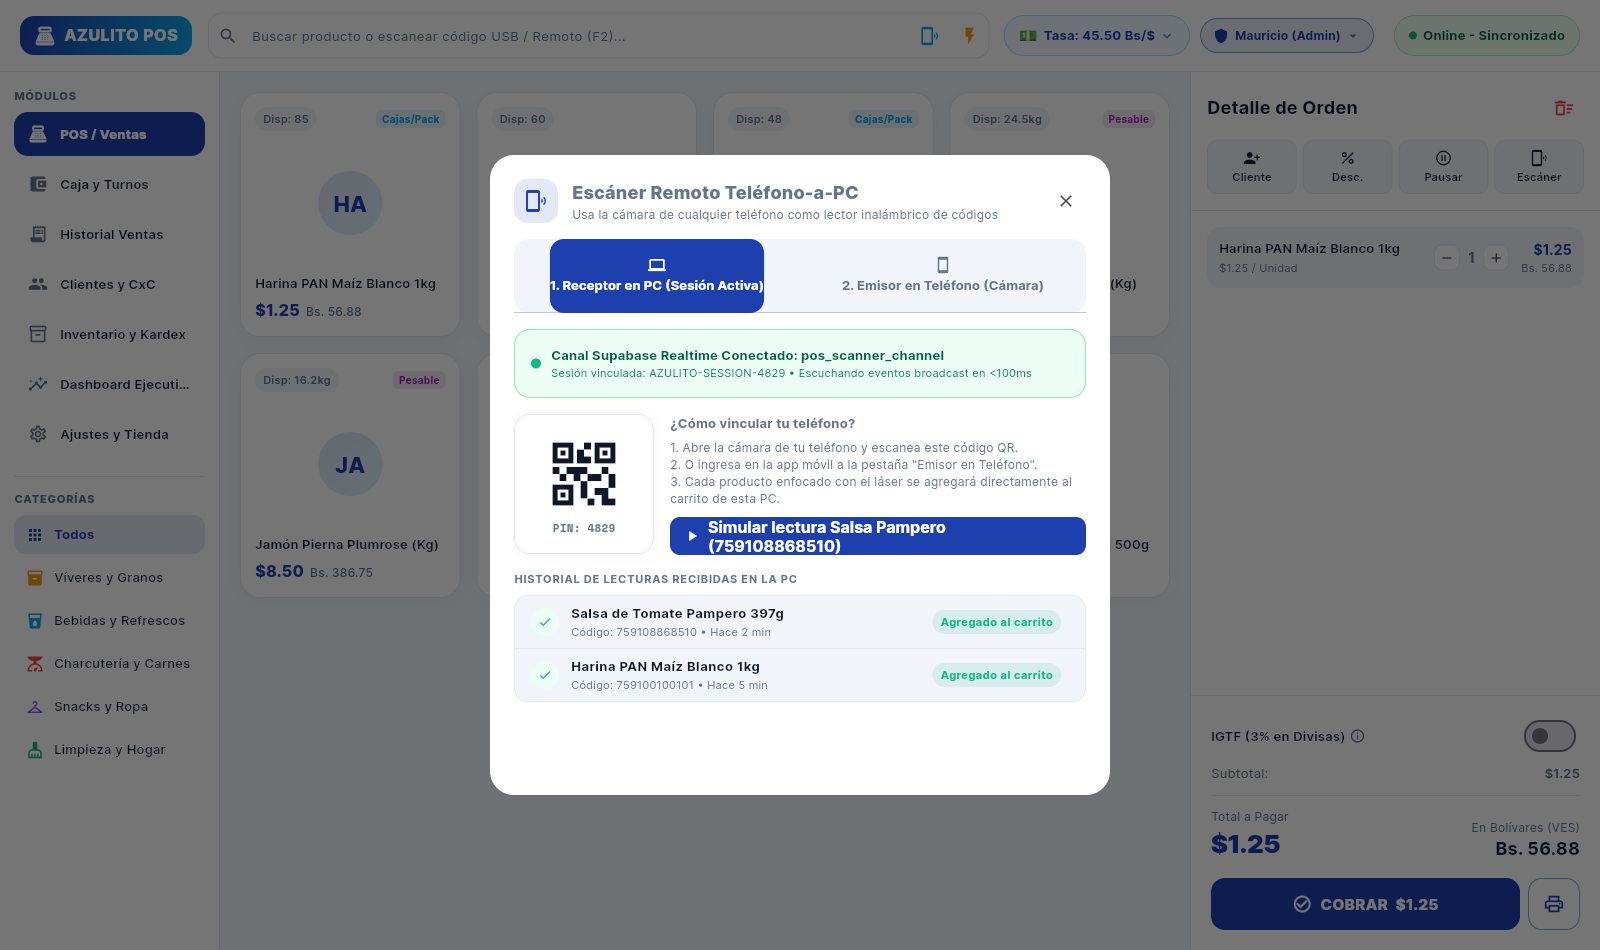 AZULITO POS
Buscar producto o escanear código USB / Remoto (F2)...
Tasa: 45.50 Bs/$
Mauricio (Admin)
Online - Sincronizado
MÓDULOS
POS / Ventas
Caja y Turnos
Historial Ventas
Clientes y CxC
Inventario y Kardex
Dashboard Ejecuti...
Ajustes y Tienda
CATEGORÍAS
Todos
Víveres y Granos
Bebidas y Refrescos
Charcutería y Carnes
Snacks y Ropa
Limpieza y Hogar
Disp: 85
Cajas/Pack
HA
Harina PAN Maíz Blanco 1kg
$1.25 Bs. 56.88
Disp: 60
Disp: 48
Cajas/Pack
Disp: 24.5kg
Pesable
(Kg)
Disp: 16.2kg
Pesable
JA
Jamón Pierna Plumrose (Kg)
$8.50 Bs. 386.75
500g
Escáner Remoto Teléfono-a-PC
Usa la cámara de cualquier teléfono como lector inalámbrico de códigos
1. Receptor en PC (Sesión Activa)
2. Emisor en Teléfono (Cámara)
Canal Supabase Realtime Conectado: pos_scanner_channel
Sesión vinculada: AZULITO-SESSION-4829 • Escuchando eventos broadcast en <100ms
PIN: 4829
¿Cómo vincular tu teléfono?
1. Abre la cámara de tu teléfono y escanea este código QR.
2. O ingresa en la app móvil a la pestaña "Emisor en Teléfono".
3. Cada producto enfocado con el láser se agregará directamente al
carrito de esta PC.
Simular lectura Salsa Pampero
(759108868510)
HISTORIAL DE LECTURAS RECIBIDAS EN LA PC
Salsa de Tomate Pampero 397g
Código: 759108868510 • Hace 2 min
Agregado al carrito
Harina PAN Maíz Blanco 1kg
Código: 759100100101 • Hace 5 min
Agregado al carrito
Detalle de Orden
Cliente
Desc.
Pausar
Escáner
Harina PAN Maíz Blanco 1kg
$1.25 / Unidad
1
$1.25
Bs. 56.88
IGTF (3% en Divisas)
Subtotal:
$1.25
Total a Pagar
$1.25
En Bolívares (VES)
Bs. 56.88
COBRAR $1.25